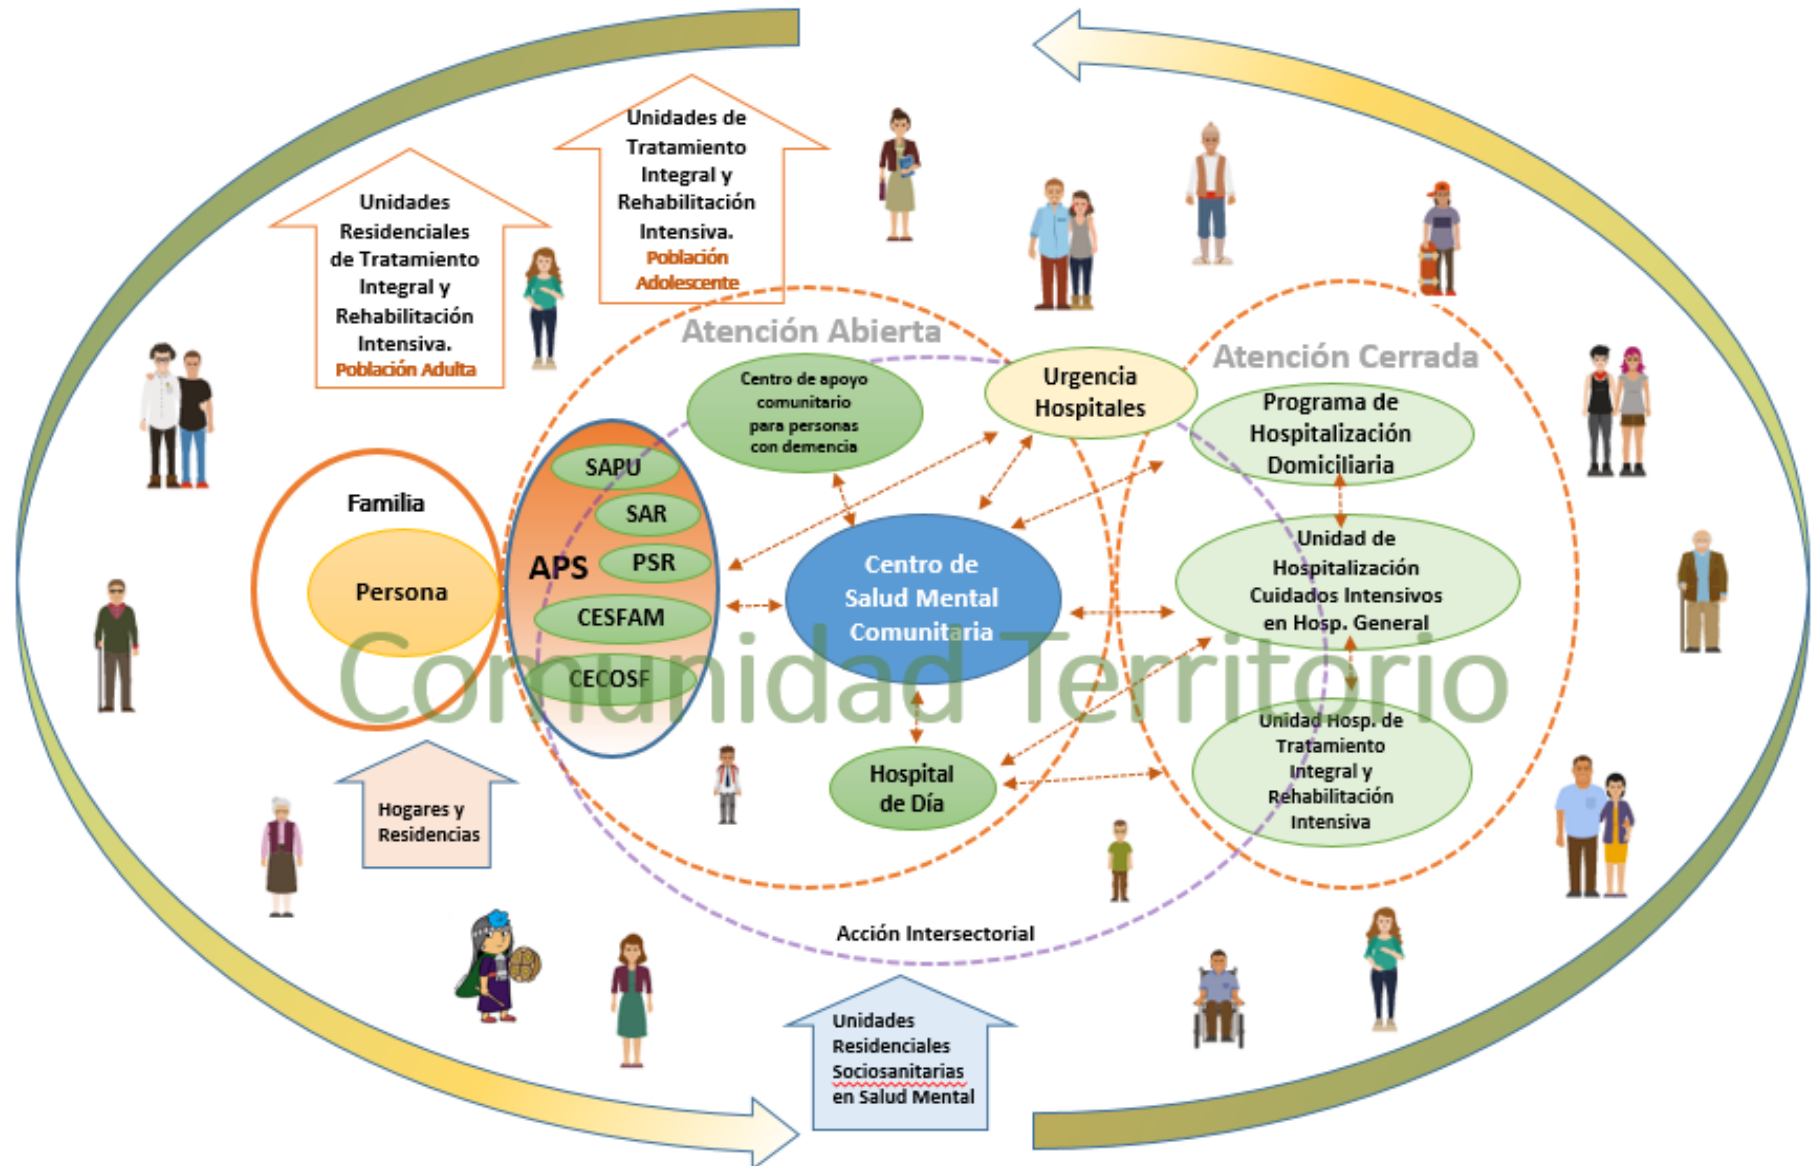 Unidades de
Tratamiento
Integral y
Rehabilitación
Intensiva.
Población
Adolescente
Unidades
Residenciales
de Tratamiento
Integral y
Rehabilitación
Intensiva.
Población Adulta
Atención Abierta
Atención Cerrada
Centro de apoyo
comunitario
para personas
con demencia
Urgencia
Hospitales
Programa de
Hospitalización
Domiciliaria
Familia
Persona
APS
SAPU
SAR
PSR
CESFAM
CECOSF
Centro de
Salud Mental
Comunitaria
Unidad de
Hospitalización
Cuidados Intensivos
en Hosp. General
Comunidad Territorio
Unidad Hosp. de
Tratamiento
Integral y
Rehabilitación
Intensiva
Hospital
de Día
Hogares y
Residencias
Acción Intersectorial
Unidades
Residenciales
Sociosanitarias
en Salud Mental